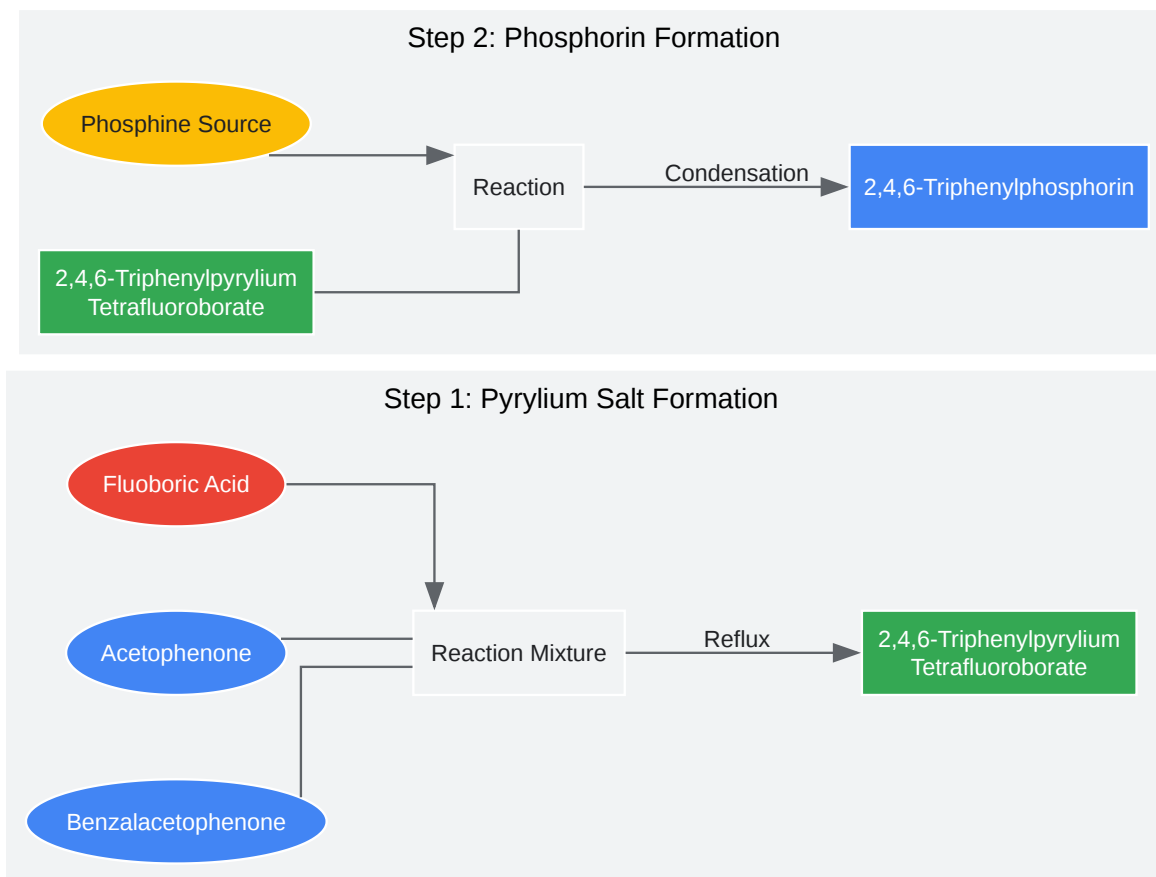 Step 2: Phosphorin Formation
Phosphine Source
Reaction
Condensation
2,4,6-Triphenylphosphorin
2,4,6-Triphenylpyrylium
Tetrafluoroborate
Step 1: Pyrylium Salt Formation
Fluoboric Acid
Acetophenone
Reaction Mixture
Reflux
2,4,6-Triphenylpyrylium
Tetrafluoroborate
Benzalacetophenone